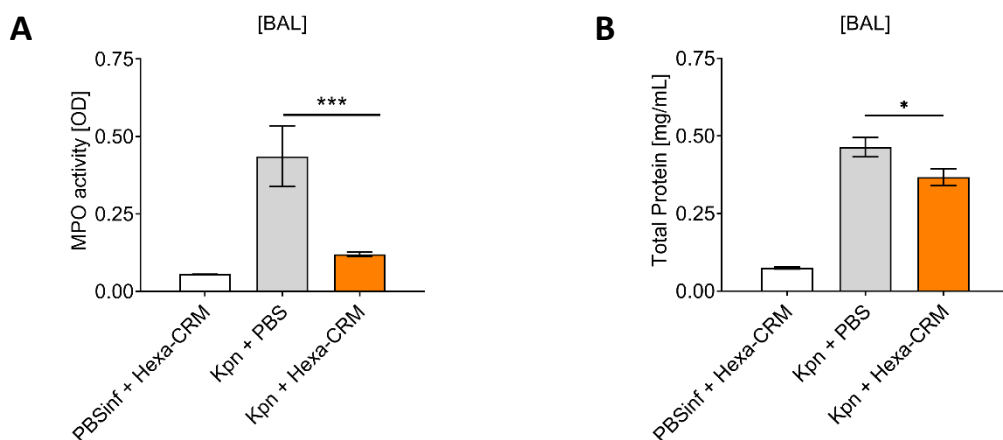 A
[BAL]
MPO activity [OD]
0.75
0.50
0.25
0.00
***
PBSinf + Hexa-CRM
Kpn + PBS
Kpn + Hexa-CRM
B
[BAL]
Total Protein [mg/mL]
0.75
0.50
0.25
0.00
*
PBSinf + Hexa-CRM
Kpn + PBS
Kpn + Hexa-CRM